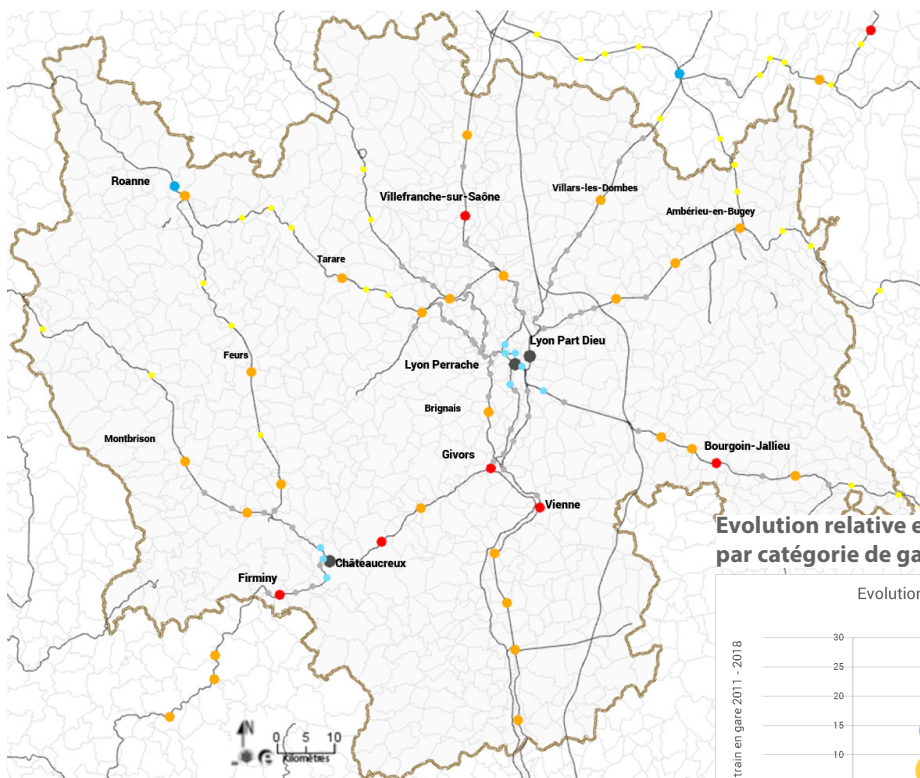 Roanne
Villefranche-sur-Saône
Villars-les-Dombes
Ambérieu-en-Bugey
Tarare
Lyon Part Dieu
Feurs
Lyon Perrache
Brignais
Montbrison
Bourgoin-Jallieu
Givors
Vienne
Châteaucreux
Firminy
N
0 5 10
Kilomètres
Evolution relative e
par catégorie de ga
Evolution
train en gare 2011 - 2018
30
25
20
15
10